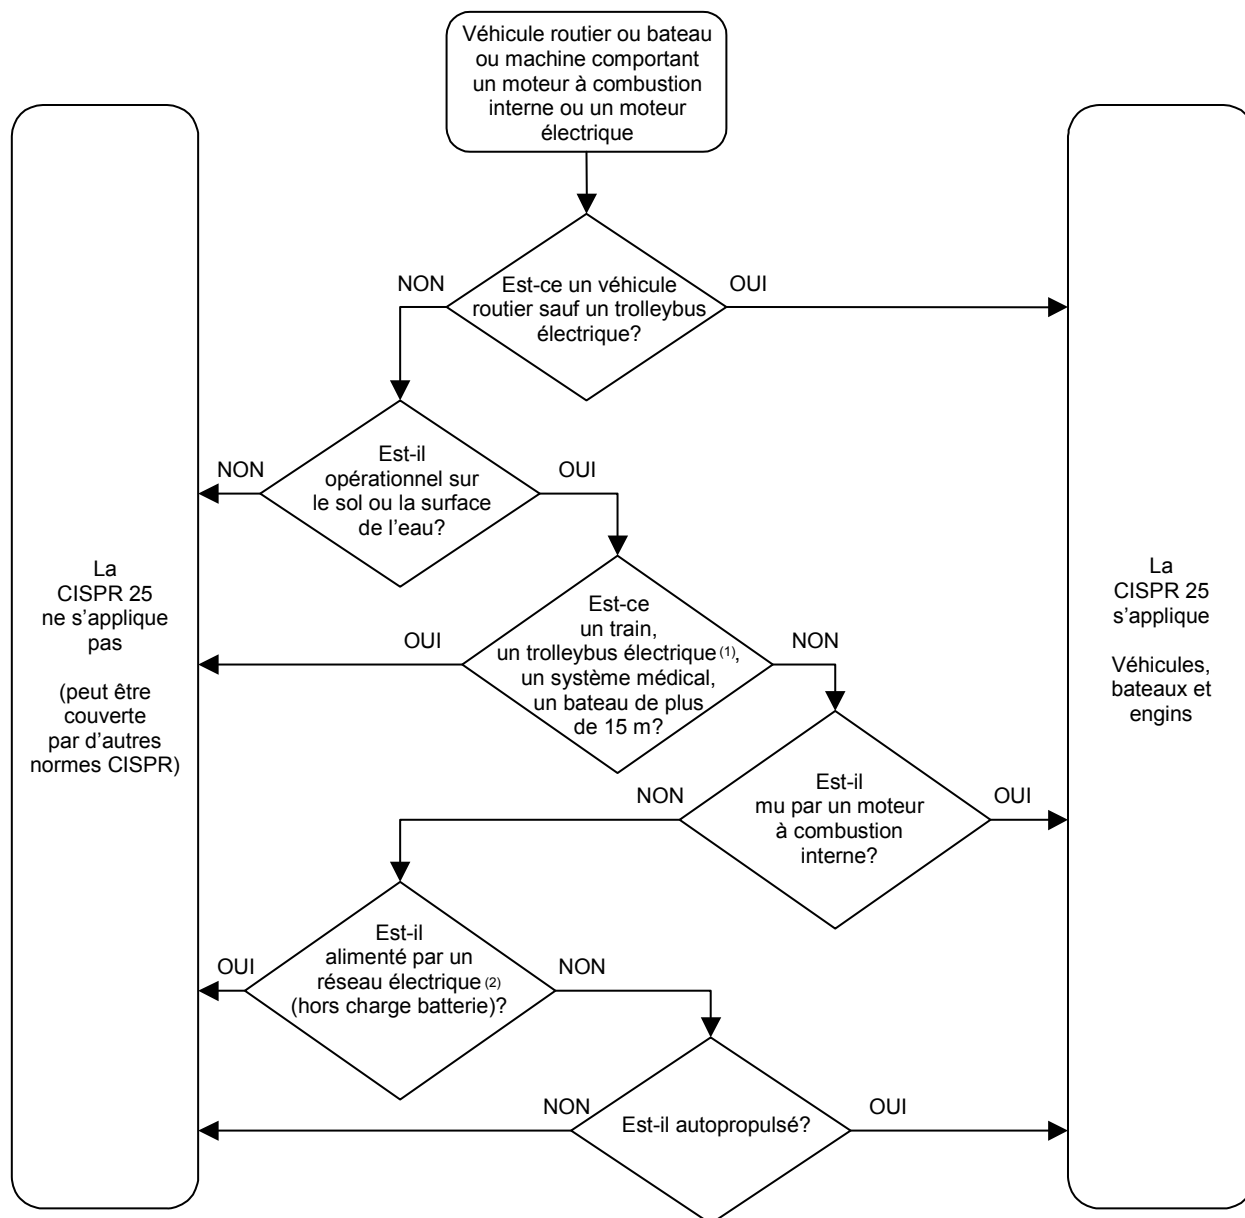 Véhicule routier ou bateau
ou machine comportant
un moteur à combustion
interne ou un moteur
électrique
NON
Est-ce un véhicule
routier sauf un trolleybus
électrique?
OUI
NON
Est-il
opérationnel sur
le sol ou la surface
de l'eau?
OUI
La
CISPR 25
ne s'applique
pas
(peut être
couverte
par d'autres
normes CISPR)
La
CISPR 25
s'applique
Véhicules,
bateaux et
engins
OUI
Est-ce
un train,
un trolleybus électrique (1),
un système médical,
un bateau de plus
de 15 m?
NON
NON
Est-il
mu par un moteur
à combustion
interne?
OUI
OUI
Est-il
alimenté par un
réseau électrique (2)
(hors charge batterie)?
NON
NON
Est-il autopropulsé?
OUI